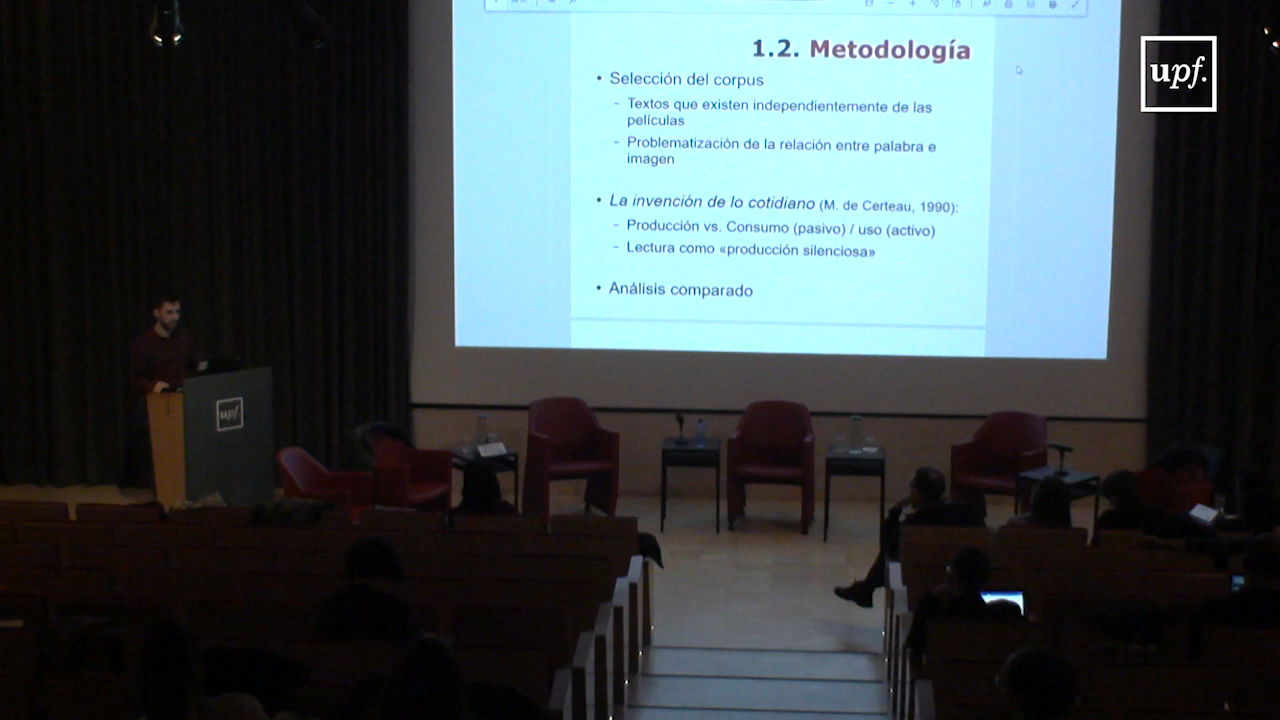 1.2. Metodología
• Selección del corpus
- Textos que existen independientemente de las
películas
- Problematización de la relación entre palabra e
imagen
• La invención de lo cotidiano (M. de Certeau, 1990):
- Producción vs. Consumo (pasivo) / uso (activo)
- Lectura como «producción silenciosa»
• Análisis comparado
upf.
upf.